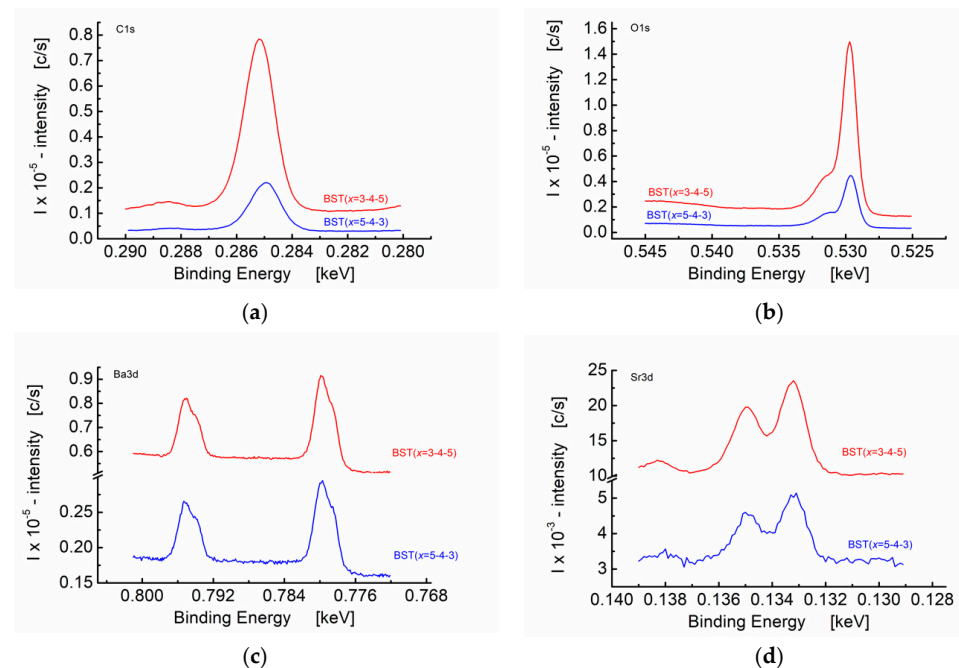 C1s
I x 10⁻⁵ - intensity [c/s]
0.8
0.7
0.6
0.5
0.4
0.3
0.2
0.1
0.0
BST(x=3-4-5)
BST(x=5-4-3)
0.290 0.288 0.286 0.284 0.282 0.280
Binding Energy [keV]
(a)
O1s
I x 10⁻⁵ - intensity [c/s]
1.6
1.4
1.2
1.0
0.8
0.6
0.4
0.2
0.0
BST(x=3-4-5)
BST(x=5-4-3)
0.545 0.540 0.535 0.530 0.525
Binding Energy [keV]
(b)
Ba3d
I x 10⁻⁵ - intensity [c/s]
0.9
0.8
0.7
0.6
0.25
0.20
0.15
BST(x=3-4-5)
BST(x=5-4-3)
0.800 0.792 0.784 0.776 0.768
Binding Energy [keV]
(c)
Sr3d
I x 10⁻³ - intensity [c/s]
25
20
15
10
5
4
3
BST(x=3-4-5)
BST(x=5-4-3)
0.140 0.138 0.136 0.134 0.132 0.130 0.128
Binding Energy [keV]
(d)